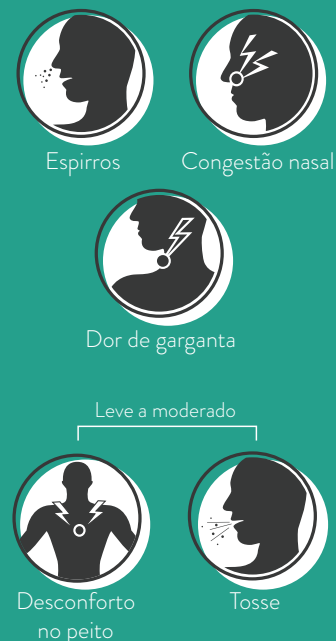 Espirros
Congestão nasal
Dor de garganta
Leve a moderado
Desconforto
no peito
Tosse